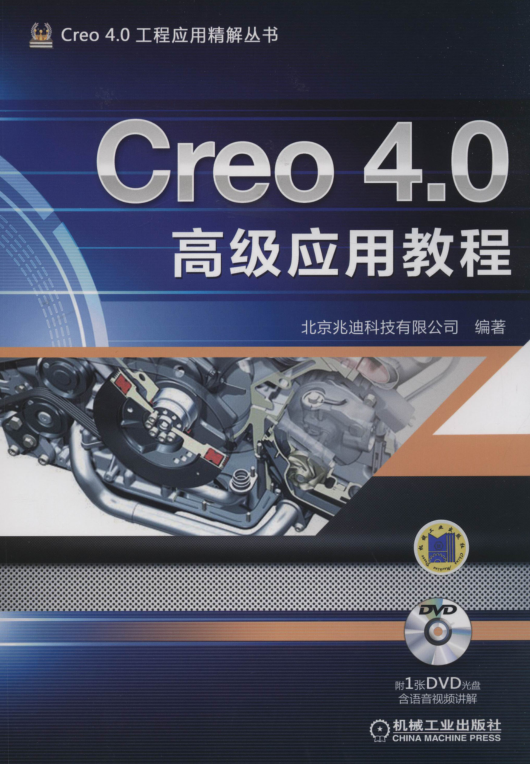 Creo 4.0 工程应用精解丛书
Creo 4.0
高级应用教程
北京兆迪科技有限公司 编著
DVD
附1张DVD光盘
含语音视频讲解
机械工业出版社
CHINA MACHINE PRESS